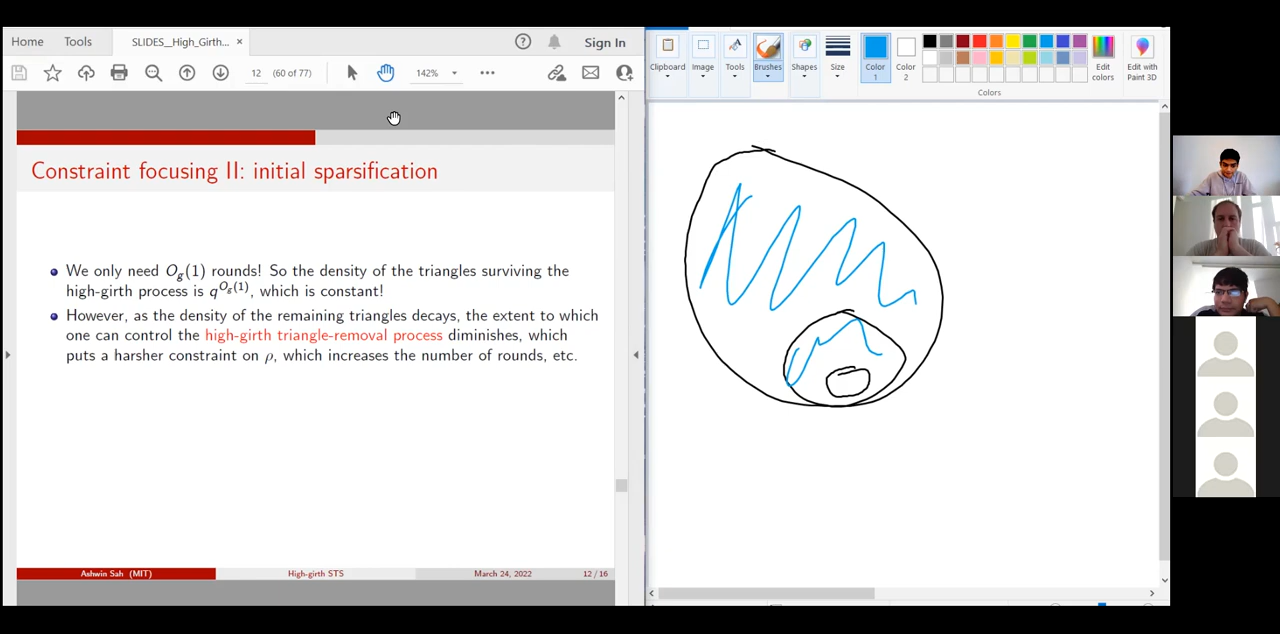 Home
Tools
SLIDES_High_Girth... ×
Sign In
12 (60 of 77)
142%
Constraint focusing II: initial sparsification
We only need O_g(1) rounds! So the density of the triangles surviving the
high-girth process is q^{O_g(1)}, which is constant!
However, as the density of the remaining triangles decays, the extent to which
one can control the high-girth triangle-removal process diminishes, which
puts a harsher constraint on ρ, which increases the number of rounds, etc.
Ashwin Sah (MIT)
High-girth STS
March 24, 2022
12 / 16
Clipboard
Image
Tools
Brushes
Shapes
Size
Color
1
Color
2
Edit
colors
Edit with
Paint 3D
Colors